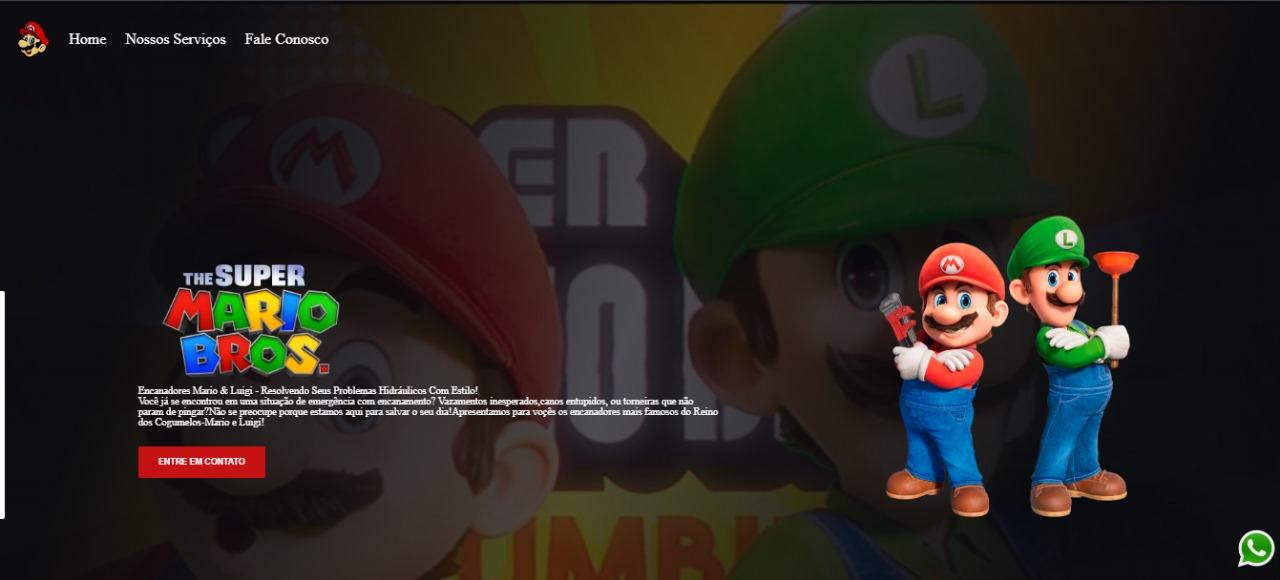 Home Nossos Serviços Fale Conosco
L
M
ER
L
M
THE SUPER
MARIO
BROS.
Encanadores Mario & Luigi - Resolvendo Seus Problemas Hidráulicos Com Estilo!
Você já se encontrou em uma situação de emergência com encanamento? Vazamentos inesperados,canos entupidos, ou torneiras que não
param de pingar?Não se preocupe porque estamos aqui para salvar o seu dia!Apresentamos para voçês os encanadores mais famosos do Reino
dos Cogumelos-Mario e Luigi!
ENTRE EM CONTATO
UMBI